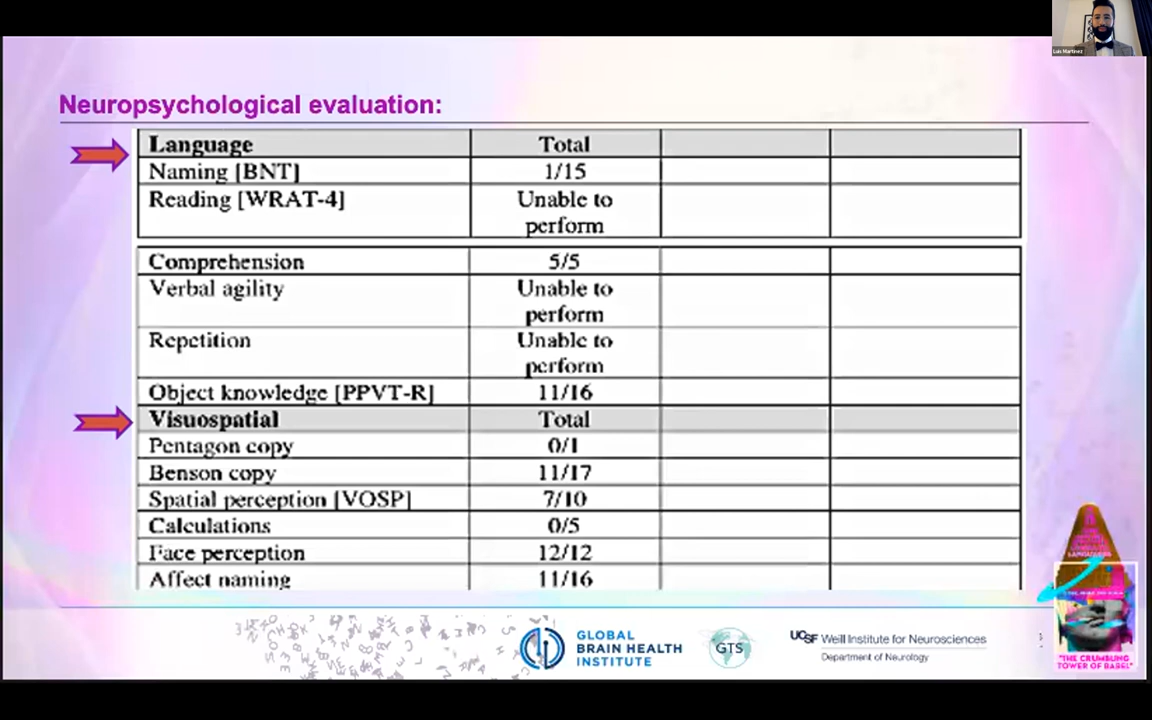 Luis Martinez
Neuropsychological evaluation:
Language Total
Naming [BNT] 1/15
Reading [WRAT-4] Unable to
perform
Comprehension 5/5
Verbal agility Unable to
perform
Repetition Unable to
perform
Object knowledge [PPVT-R] 11/16
Visuospatial Total
Pentagon copy 0/1
Benson copy 11/17
Spatial perception [VOSP] 7/10
Calculations 0/5
Face perception 12/12
Affect naming 11/16
GLOBAL
BRAIN HEALTH
INSTITUTE
GTS
UCSF Weill Institute for Neurosciences
Department of Neurology
"THE CRUMBLING
TOWER OF BABEL"